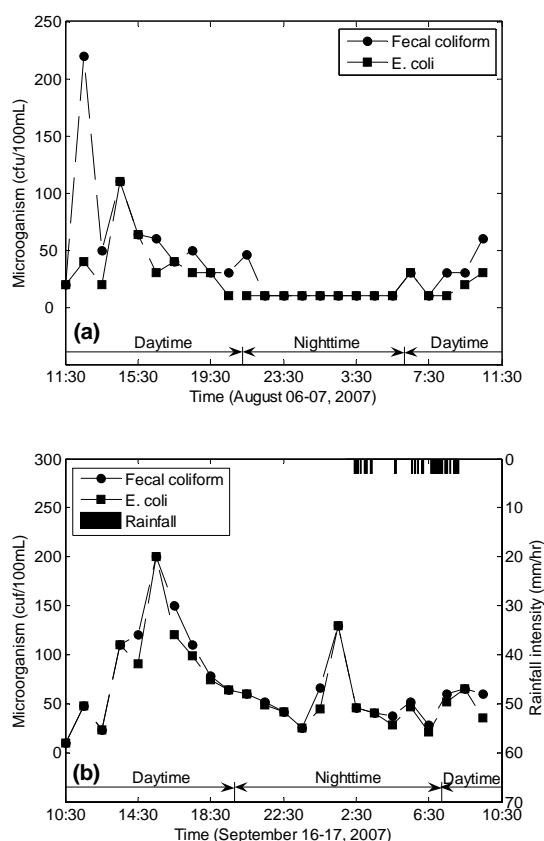 250
200
150
100
50
0
Microoganism (cfu/100mL)
Fecal coliform
E. coli
(a)
Daytime
Nighttime
Daytime
11:30 15:30 19:30 23:30 3:30 7:30 11:30
Time (August 06-07, 2007)
300
250
200
150
100
50
0
Microorganism (cuf/100mL)
Fecal coliform
E. coli
Rainfall
0
10
20
30
40
50
60
70
Rainfall intensity (mm/hr)
(b)
Daytime
Nighttime
Daytime
10:30 14:30 18:30 22:30 2:30 6:30 10:30
Time (September 16-17, 2007)